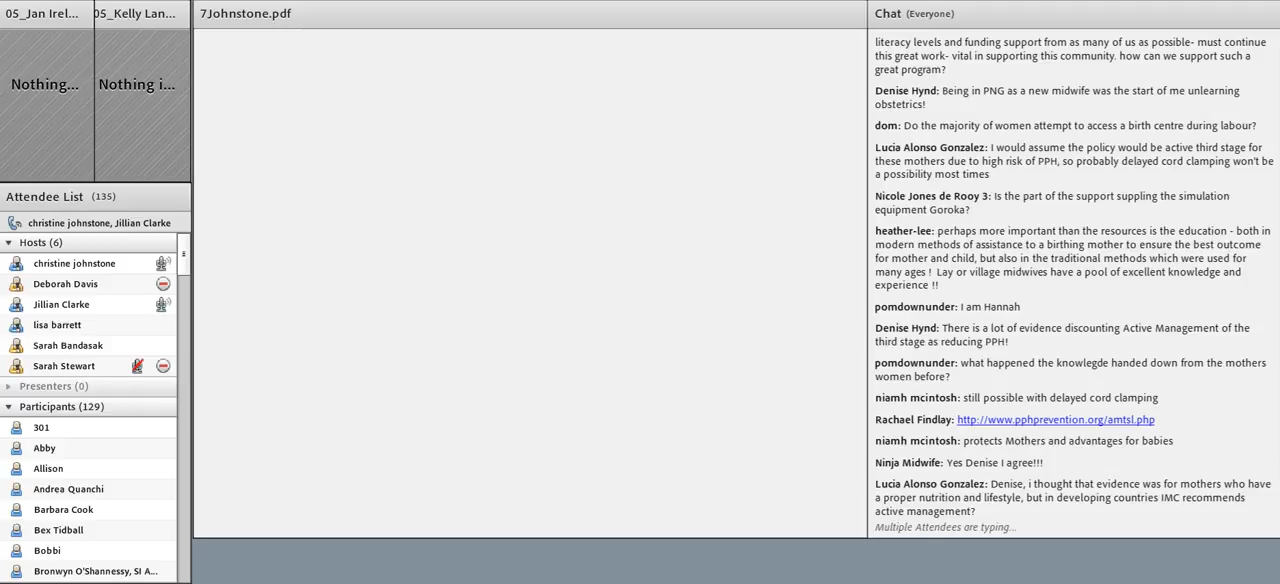 05_Jan Irel...
05_Kelly Lan...
7Johnstone.pdf
Chat (Everyone)
Nothing...
Nothing i...
Attendee List (135)
christine johnstone, Jillian Clarke
Hosts (6)
christine johnstone
Deborah Davis
Jillian Clarke
lisa barrett
Sarah Bandasak
Sarah Stewart
Presenters (0)
Participants (129)
301
Abby
Allison
Andrea Quanchi
Barbara Cook
Bex Tidball
Bobbi
Bronwyn O'Shannessy, SI A...
literacy levels and funding support from as many of us as possible- must continue
this great work- vital in supporting this community. how can we support such a
great program?
Denise Hynd: Being in PNG as a new midwife was the start of me unlearning
obstetrics!
dom: Do the majority of women attempt to access a birth centre during labour?
Lucia Alonso Gonzalez: I would assume the policy would be active third stage for
these mothers due to high risk of PPH, so probably delayed cord clamping won't be
a possibility most times
Nicole Jones de Rooy 3: Is the part of the support suppling the simulation
equipment Goroka?
heather-lee: perhaps more important than the resources is the education - both in
modern methods of assistance to a birthing mother to ensure the best outcome
for mother and child, but also in the traditional methods which were used for
many ages ! Lay or village midwives have a pool of excellent knowledge and
experience !!
pomdownunder: I am Hannah
Denise Hynd: There is a lot of evidence discounting Active Management of the
third stage as reducing PPH!
pomdownunder: what happened the knowlegde handed down from the mothers
women before?
niamh mcintosh: still possible with delayed cord clamping
Rachael Findlay: http://www.pphprevention.org/amtsl.php
niamh mcintosh: protects Mothers and advantages for babies
Ninja Midwife: Yes Denise I agree!!!
Lucia Alonso Gonzalez: Denise, i thought that evidence was for mothers who have
a proper nutrition and lifestyle, but in developing countries IMC recommends
active management?
Multiple Attendees are typing...